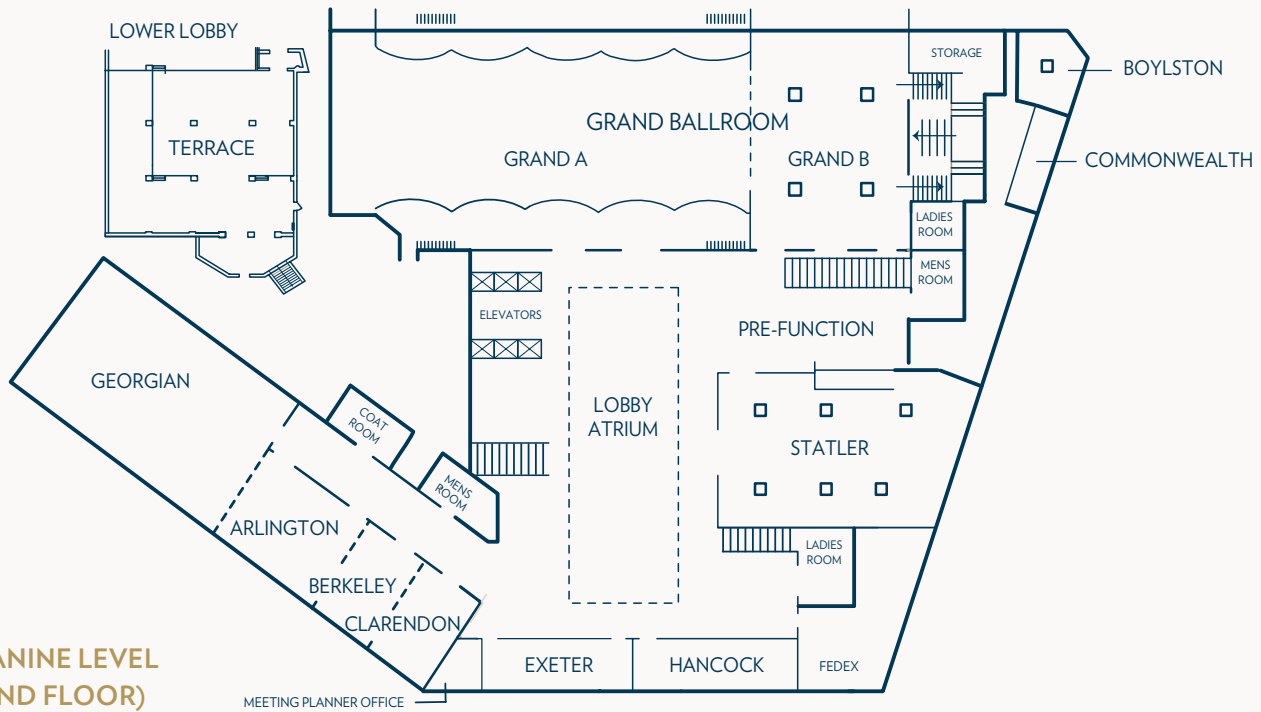 LOWER LOBBY
TERRACE
STORAGE
BOYLSTON
GRAND BALLROOM
GRAND A
GRAND B
COMMONWEALTH
LADIES
ROOM
MENS
ROOM
ELEVATORS
PRE-FUNCTION
GEORGIAN
COAT
ROOM
LOBBY
ATRIUM
STATLER
MENS
ROOM
ARLINGTON
LADIES
ROOM
BERKELEY
CLARENDON
EXETER
HANCOCK
FEDEX
ANINE LEVEL
ND FLOOR)
MEETING PLANNER OFFICE